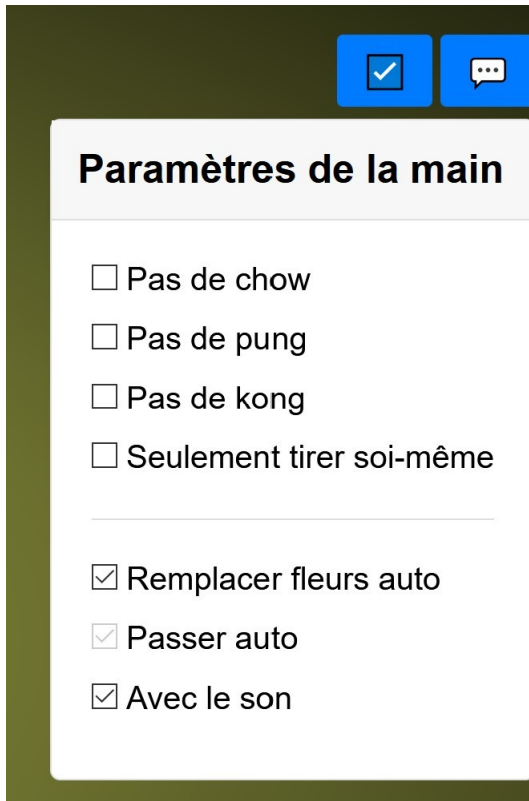 Paramètres de la main
Pas de chow
Pas de pung
Pas de kong
Seulement tirer soi-même
Remplacer fleurs auto
Passer auto
Avec le son